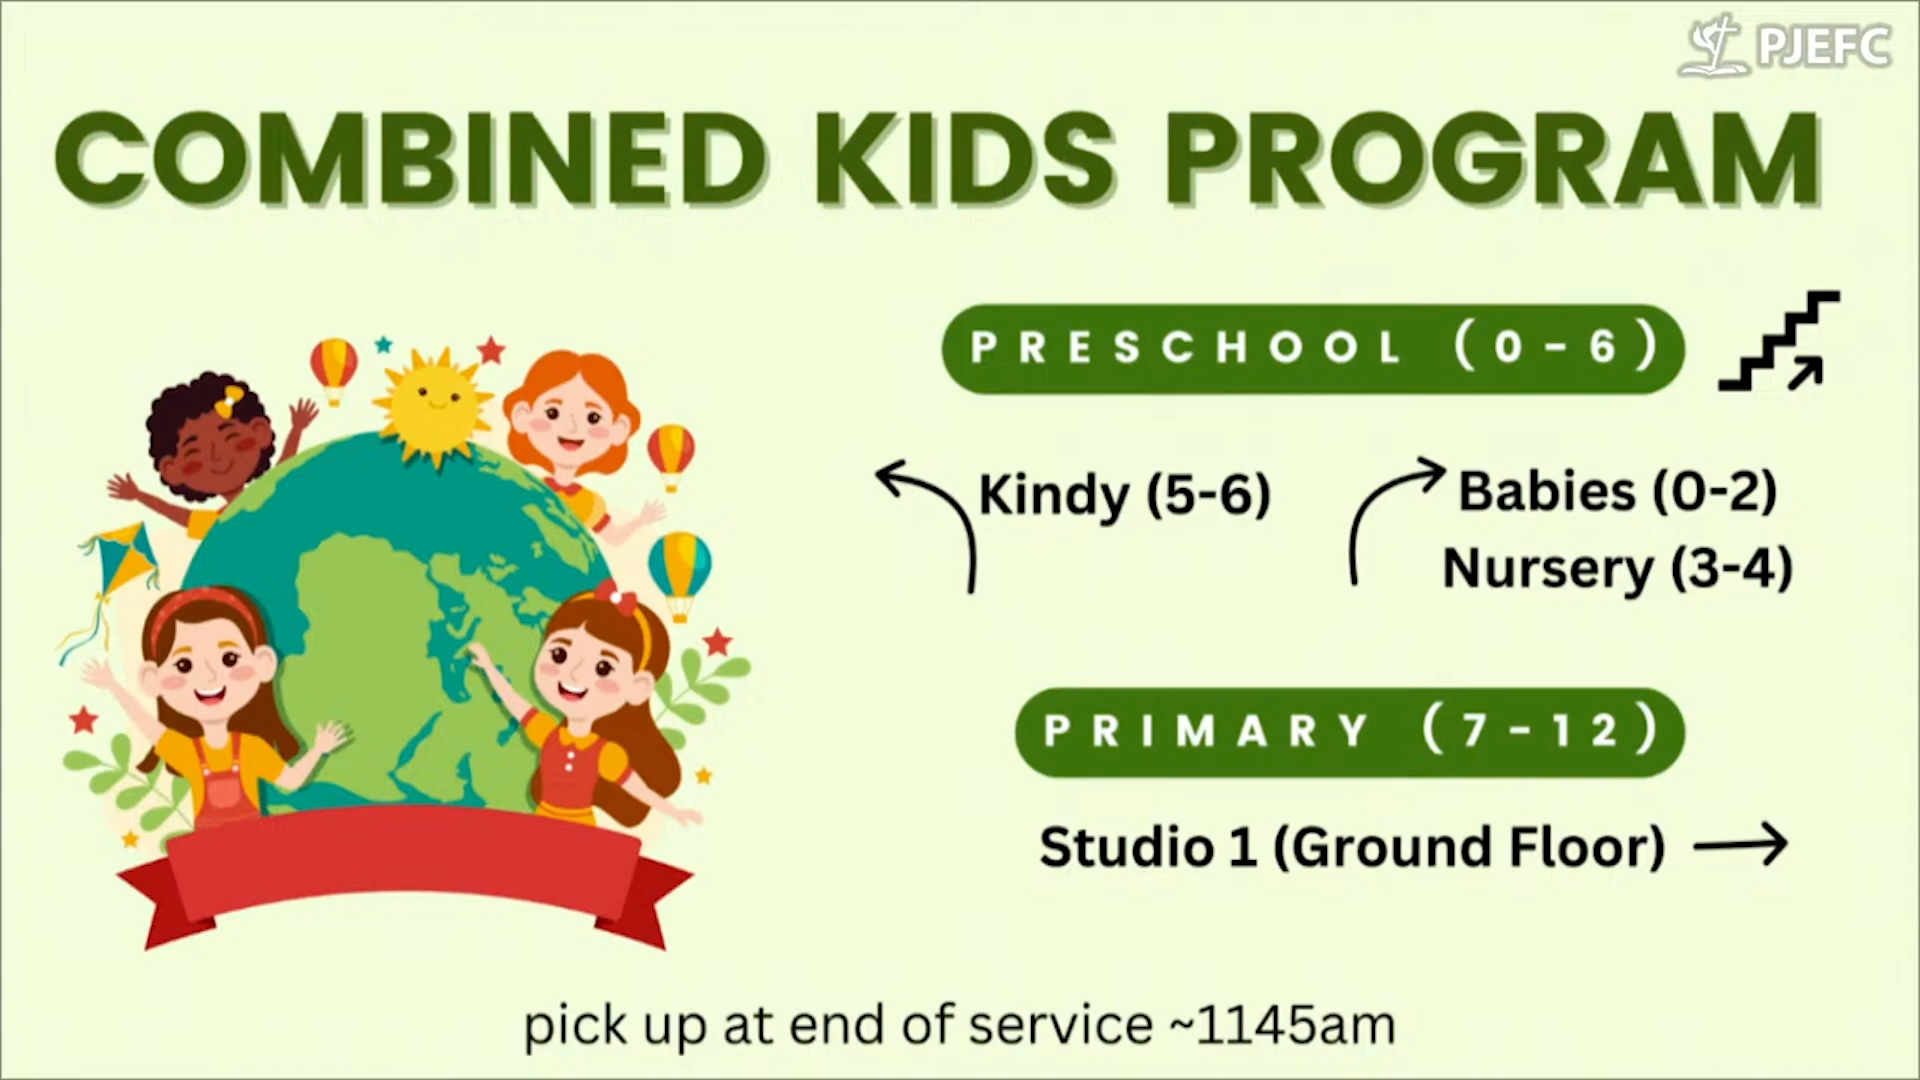 PJEFC
COMBINED KIDS PROGRAM
PRESCHOOL (0-6)
Kindy (5-6)
Babies (0-2)
Nursery (3-4)
PRIMARY (7-12)
Studio 1 (Ground Floor)
pick up at end of service ~1145am